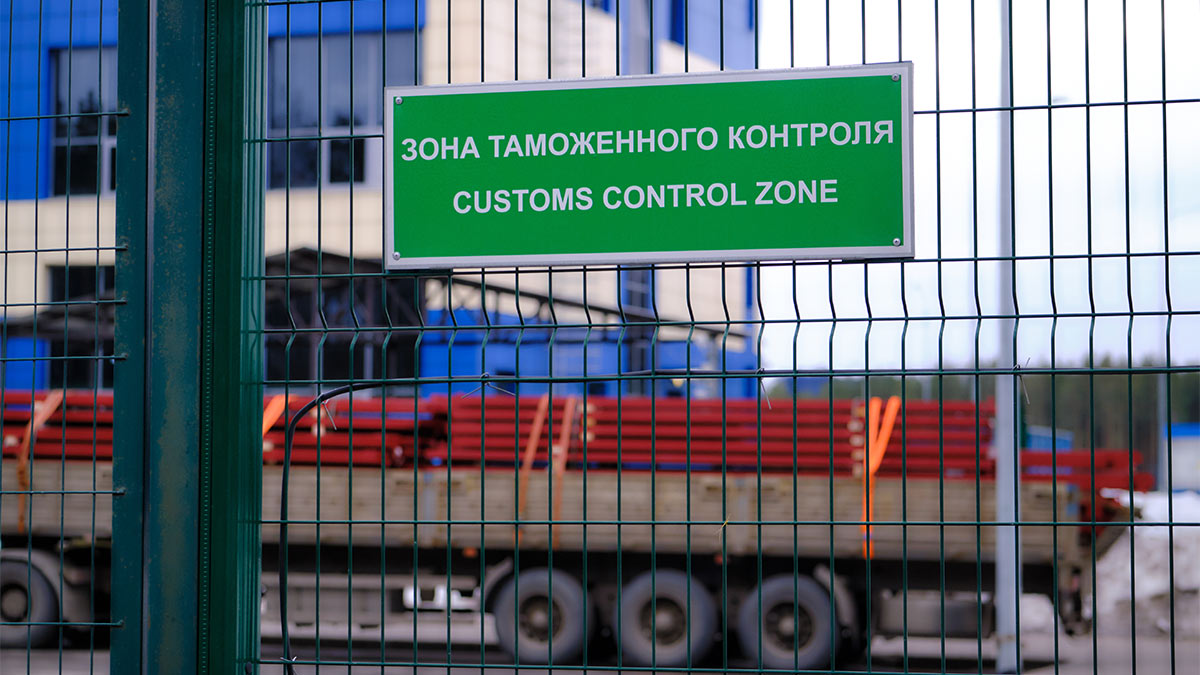 ЗОНА ТАМОЖЕННОГО КОНТРОЛЯ
CUSTOMS CONTROL ZONE